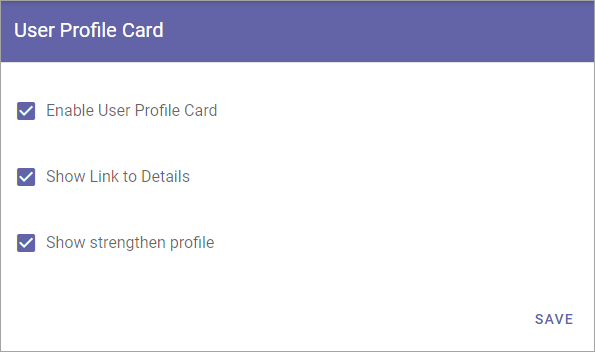 User Profile Card
Enable User Profile Card
Show Link to Details
Show strengthen profile
SAVE